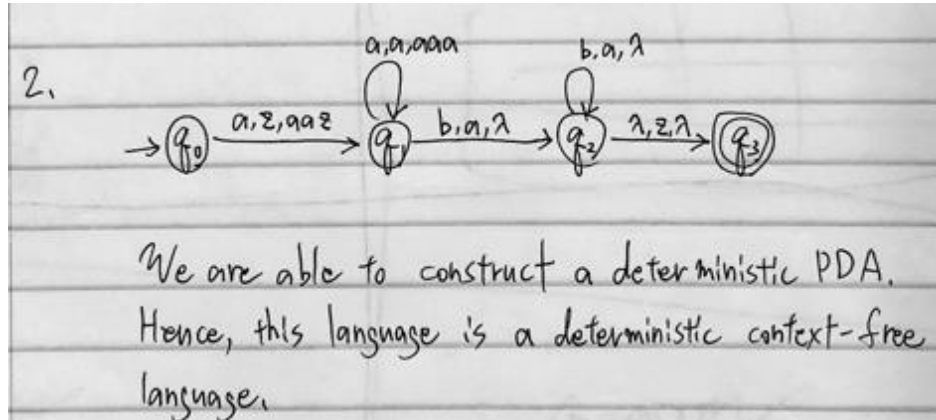 a,a,aaa
b,a,λ
2.
a,z,aaz
b,a,λ
λ,z,λ
q0
q1
q2
q3
We are able to construct a deterministic PDA.
Hence, this language is a deterministic context-free
language.